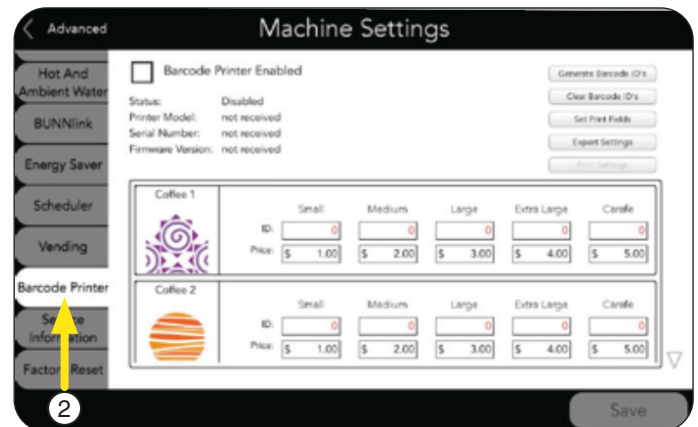 Advanced
Machine Settings
Hot And
Ambient Water
BUNNlink
Energy Saver
Scheduler
Vending
Barcode Printer
Service
Information
Factory Reset
Barcode Printer Enabled
Status: Disabled
Printer Model: not received
Serial Number: not received
Firmware Version: not received
Generate Barcode ID's
Clear Barcode ID's
Set Print Fields
Export Settings
Print Settings
Coffee 1
Small Medium Large Extra Large Carafe
ID: 0 0 0 0 0
Price: $ 1.00 $ 2.00 $ 3.00 $ 4.00 $ 5.00
Coffee 2
Small Medium Large Extra Large Carafe
ID: 0 0 0 0 0
Price: $ 1.00 $ 2.00 $ 3.00 $ 4.00 $ 5.00
2
Save